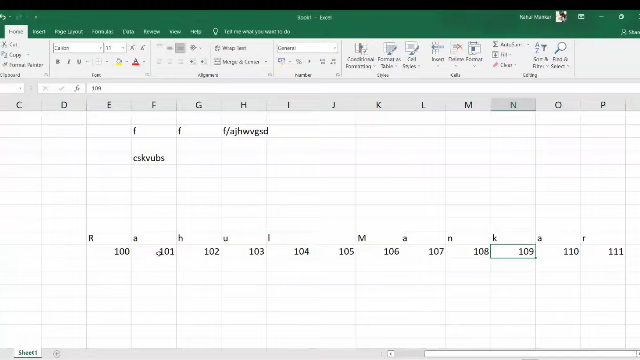 Book1 - Excel
Rahul Mankar
Home Insert Page Layout Formulas Data Review View Help Tell me what you want to do
Cut
Copy
Format Painter
Clipboard
Calibri 11
B I U
Font
Wrap Text
Merge & Center
Alignment
General
Number
Conditional Formatting
Format as Table
Cell Styles
Styles
Insert Delete Format
Cells
AutoSum
Fill
Clear
Sort & Filter
Find & Select
Editing
109
C D E F G H I J K L M N O P
f f f/ajhwvgsd
cskvubs
R a h u l M a n k a r
100 101 102 103 104 105 106 107 108 109 110 111
Sheet1